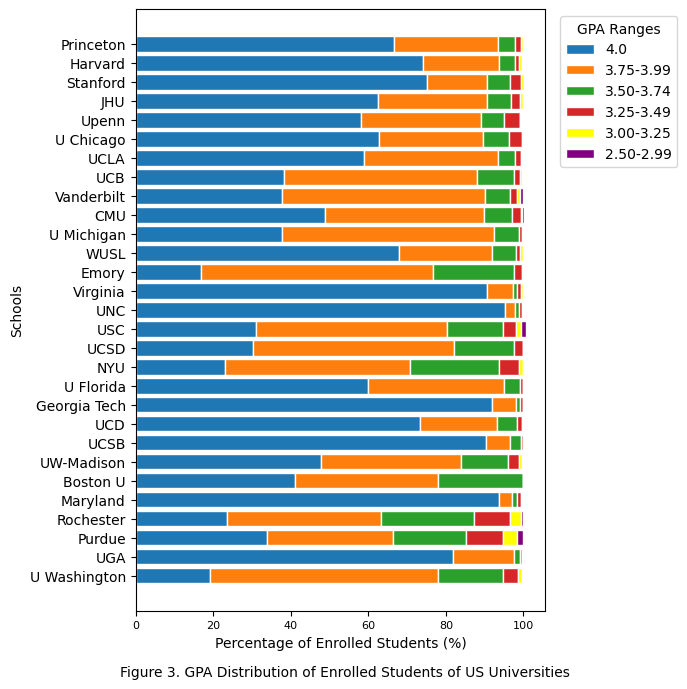 GPA Ranges
4.0
3.75-3.99
3.50-3.74
3.25-3.49
3.00-3.25
2.50-2.99
Schools
Princeton
Harvard
Stanford
JHU
Upenn
U Chicago
UCLA
UCB
Vanderbilt
CMU
U Michigan
WUSL
Emory
Virginia
UNC
USC
UCSD
NYU
U Florida
Georgia Tech
UCD
UCSB
UW-Madison
Boston U
Maryland
Rochester
Purdue
UGA
U Washington
0 20 40 60 80 100
Percentage of Enrolled Students (%)
Figure 3. GPA Distribution of Enrolled Students of US Universities